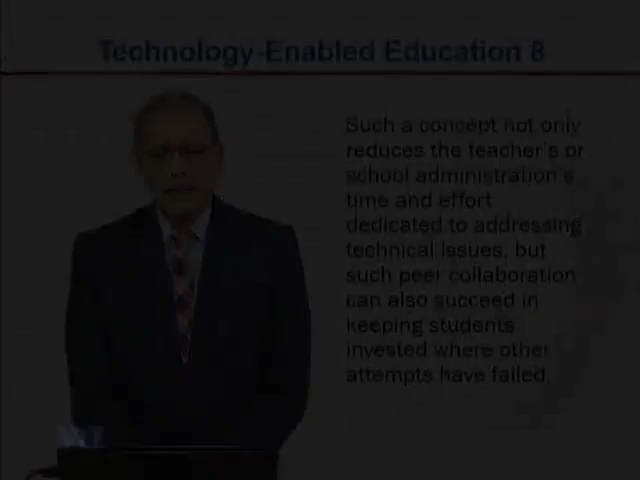 Technology-Enabled Education 8
Such a concept not only
reduces the teacher's or
school administration's
time and effort
dedicated to addressing
technical issues, but
such peer collaboration
can also succeed in
keeping students
invested where other
attempts have failed